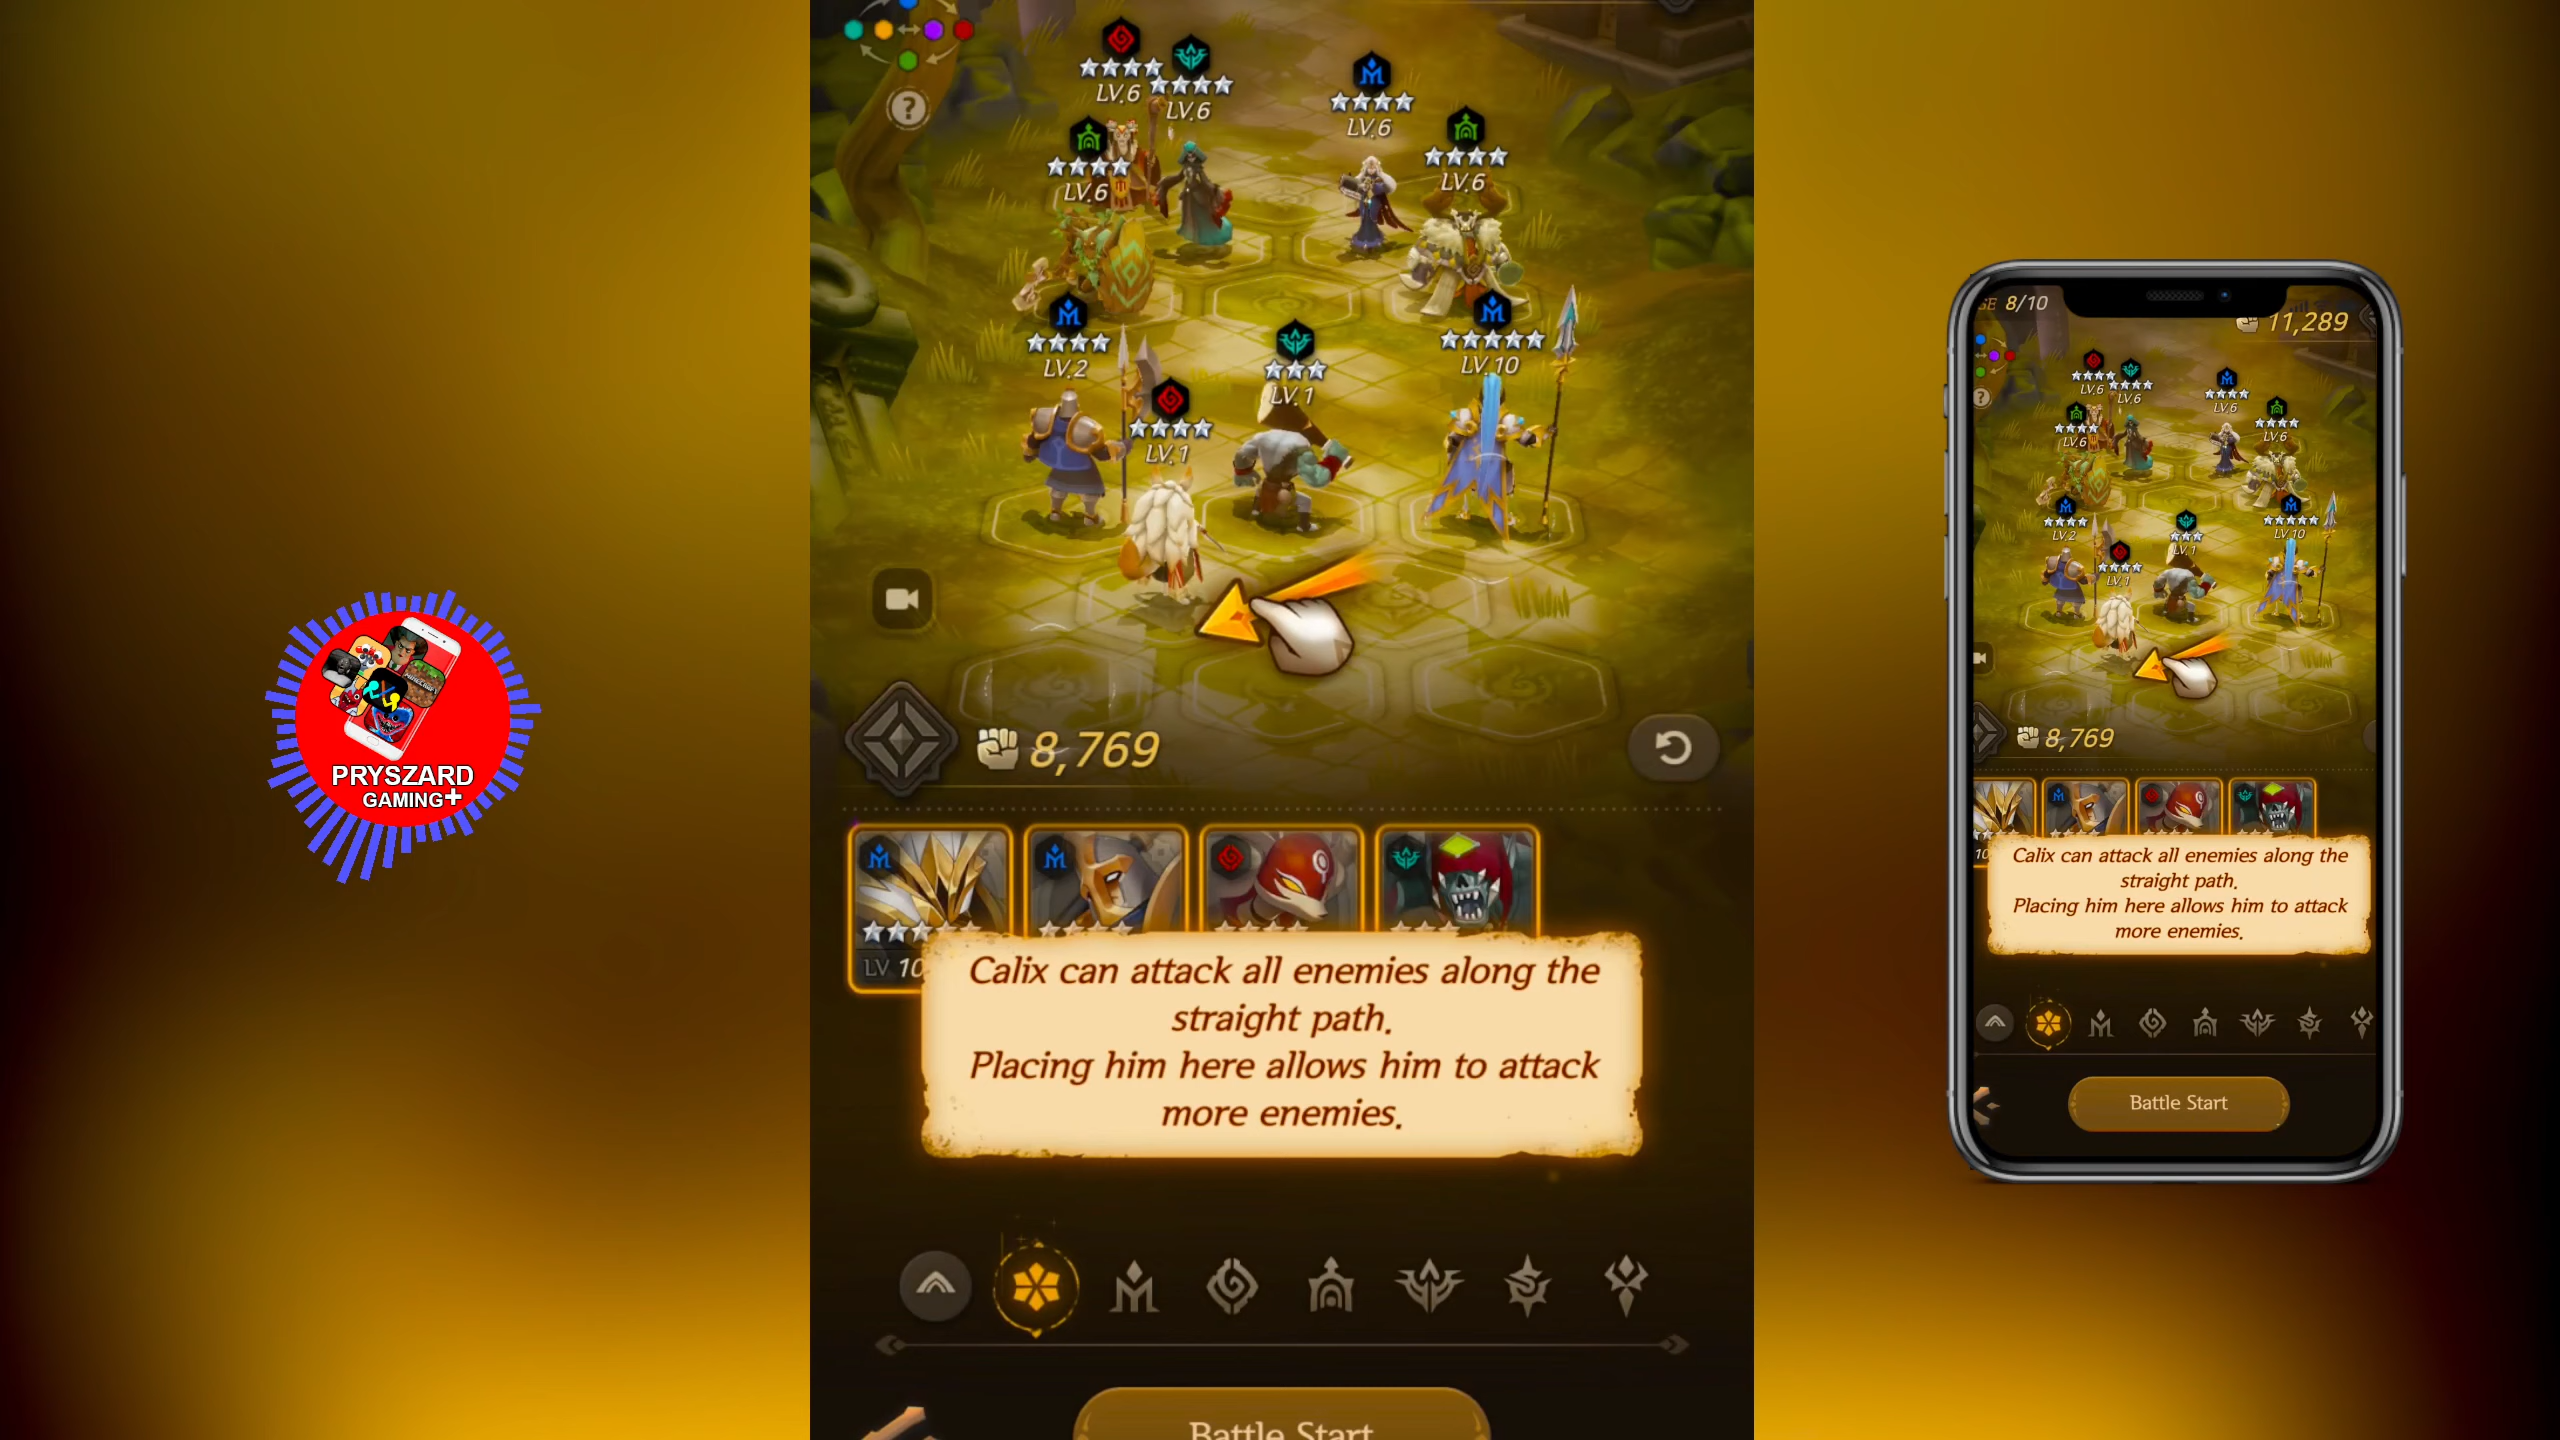 LV.6
LV.6
LV.6
LV.6
LV.6
LV.2
LV.1
LV.1
LV.10
8,769
LV 10
Calix can attack all enemies along the
straight path.
Placing him here allows him to attack
more enemies.
Battle Start
PRYSZARD
GAMING+
8/10
11,289
LV.6
LV.6
LV.6
LV.6
LV.6
LV.2
LV.1
LV.1
LV.10
8,769
10
Calix can attack all enemies along the
straight path.
Placing him here allows him to attack
more enemies.
Battle Start